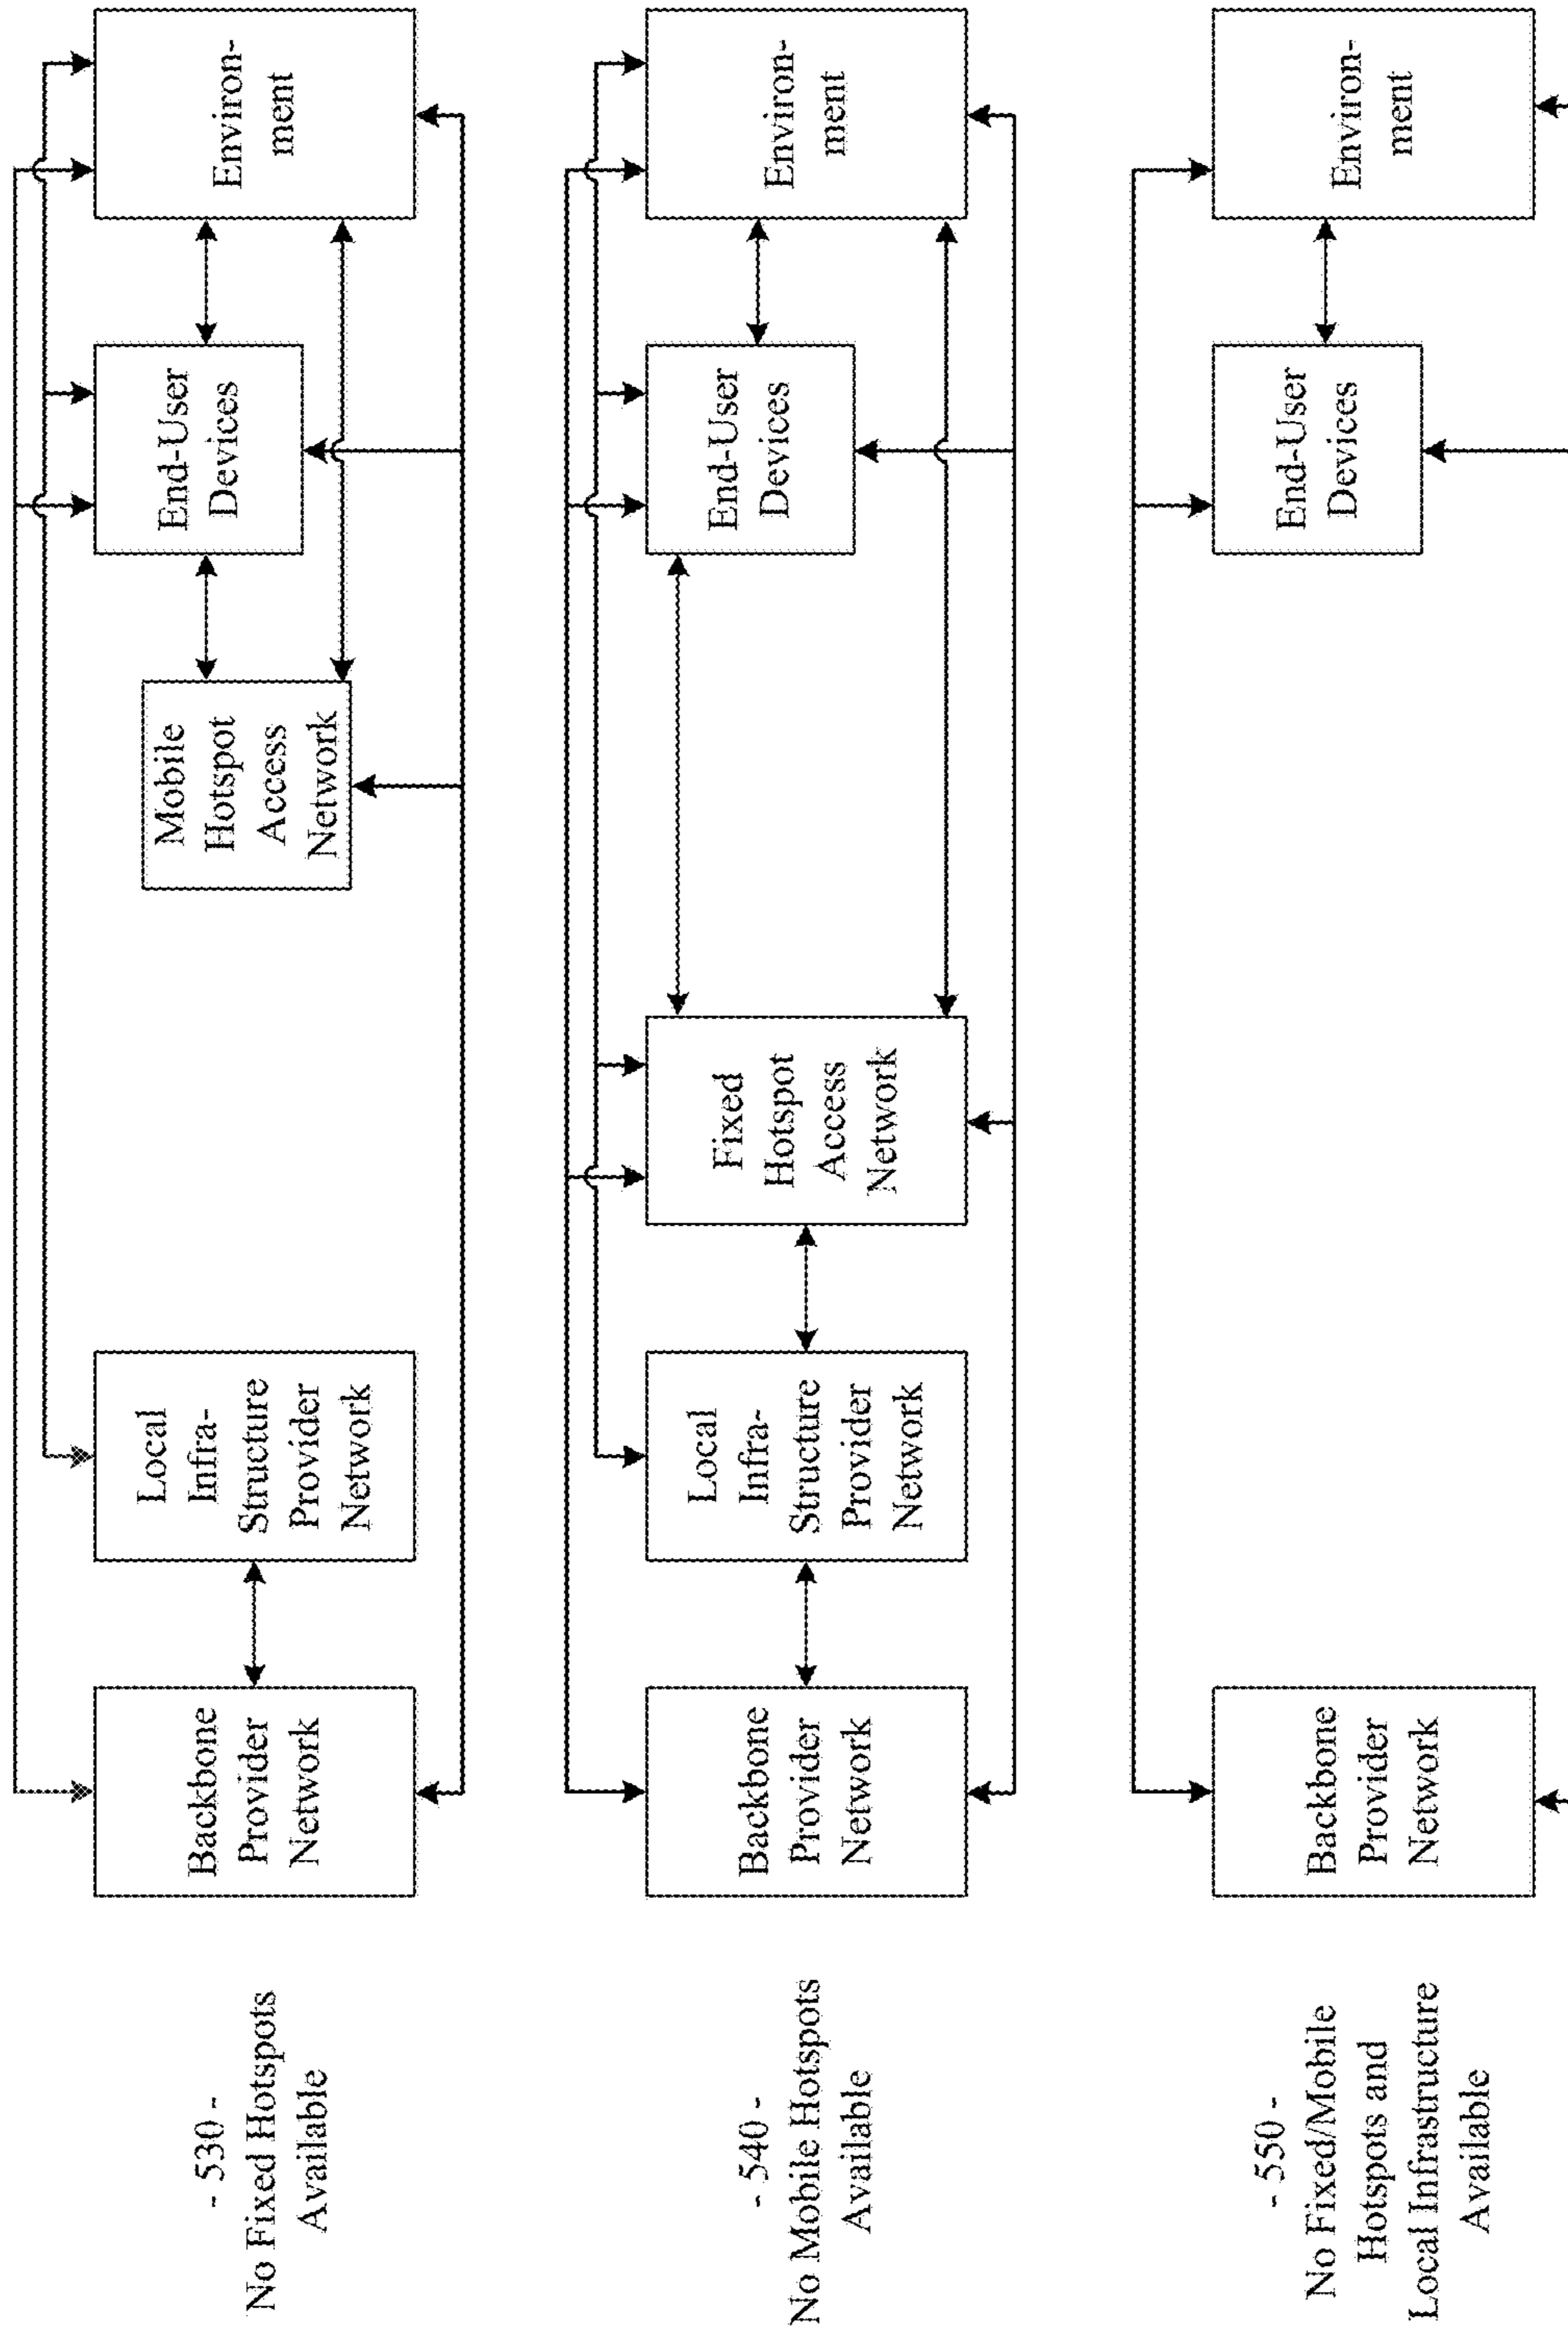 - 530 -
No Fixed Hotspots
Available
Backbone
Provider
Network
Local
Infra-
Structure
Provider
Network
Mobile
Hotspot
Access
Network
End-User
Devices
Environ-
ment
- 540 -
No Mobile Hotspots
Available
Backbone
Provider
Network
Local
Infra-
Structure
Provider
Network
Fixed
Hotspot
Access
Network
End-User
Devices
Environ-
ment
- 550 -
No Fixed/Mobile
Hotspots and
Local Infrastructure
Available
Backbone
Provider
Network
End-User
Devices
Environ-
ment